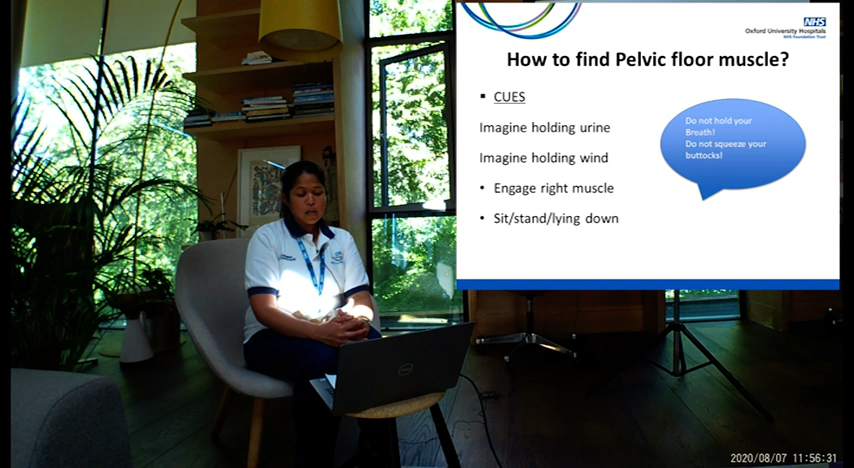 NHS
Oxford University Hospitals
NHS Foundation Trust
How to find Pelvic floor muscle?
▪ CUES
Imagine holding urine
Imagine holding wind
• Engage right muscle
• Sit/stand/lying down
Do not hold your
Breath!
Do not squeeze your
buttocks!
DELL
2020/08/07 11:56:31